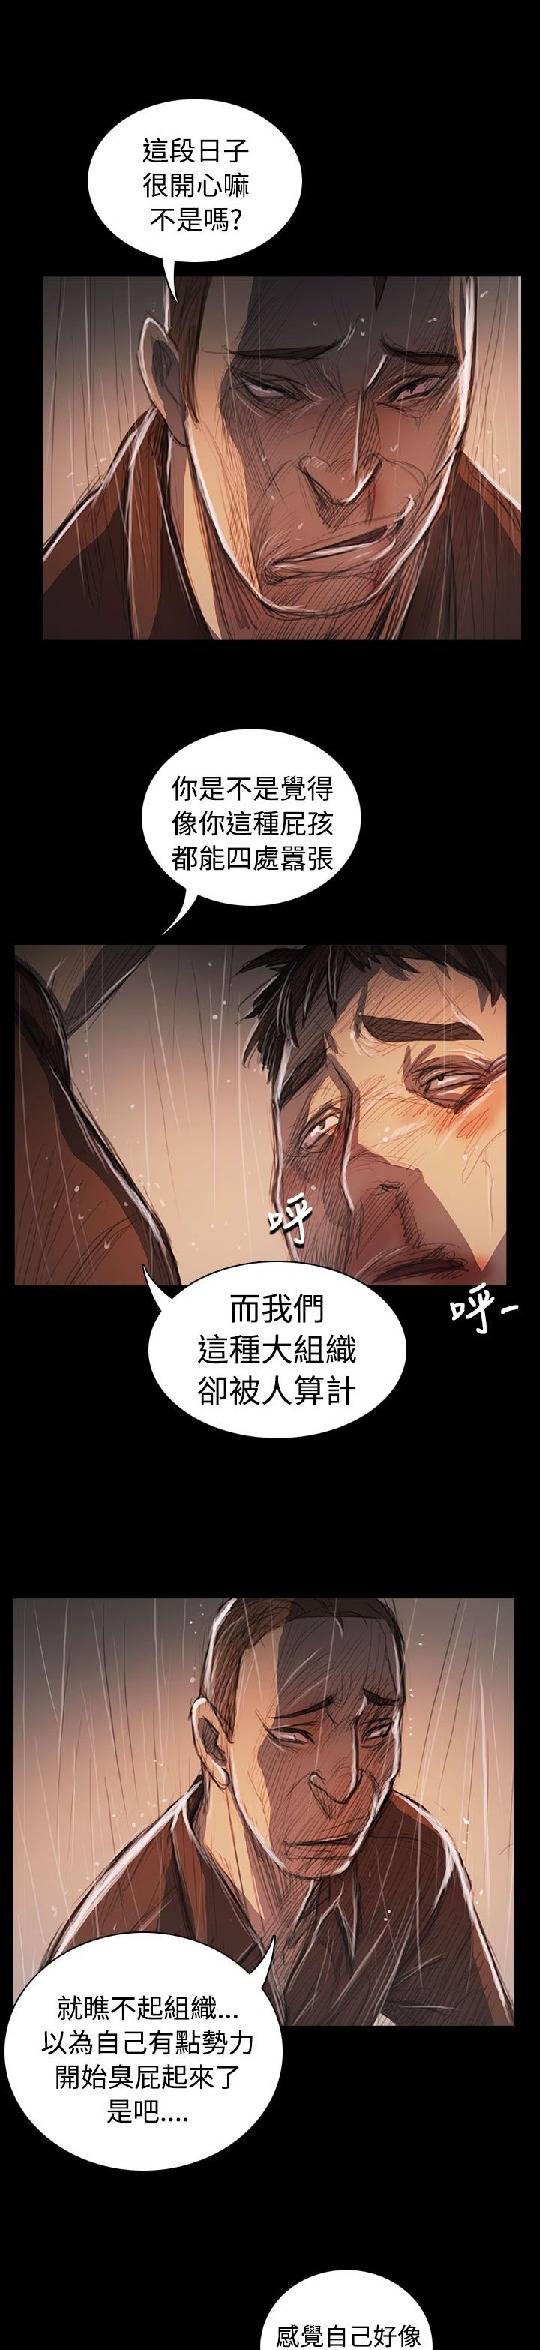 這段日子
很開心嘛
不是嗎?
你是不是覺得
像你這種屁孩
都能四處囂張
呼
呼-
而我們
這種大組織
卻被人算計
就瞧不起組織...
以為自己有點勢力
開始臭屁起來了
是吧....
感覺自己好像